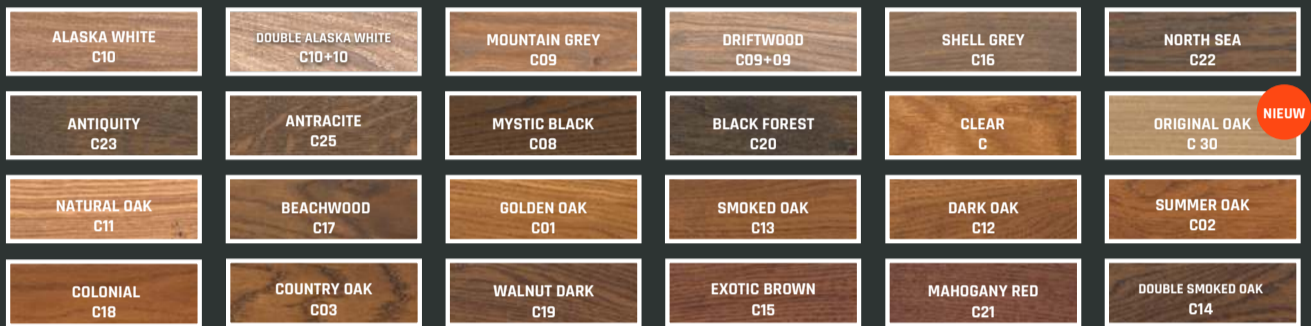 ALASKA WHITE
C10
DOUBLE ALASKA WHITE
C10+10
MOUNTAIN GREY
C09
DRIFTWOOD
C09+09
SHELL GREY
C16
NORTH SEA
C22
ANTIQUITY
C23
ANTRACITE
C25
MYSTIC BLACK
C08
BLACK FOREST
C20
CLEAR
C
ORIGINAL OAK
C 30
NIEUW
NATURAL OAK
C11
BEACHWOOD
C17
GOLDEN OAK
C01
SMOKED OAK
C13
DARK OAK
C12
SUMMER OAK
C02
COLONIAL
C18
COUNTRY OAK
C03
WALNUT DARK
C19
EXOTIC BROWN
C15
MAHOGANY RED
C21
DOUBLE SMOKED OAK
C14